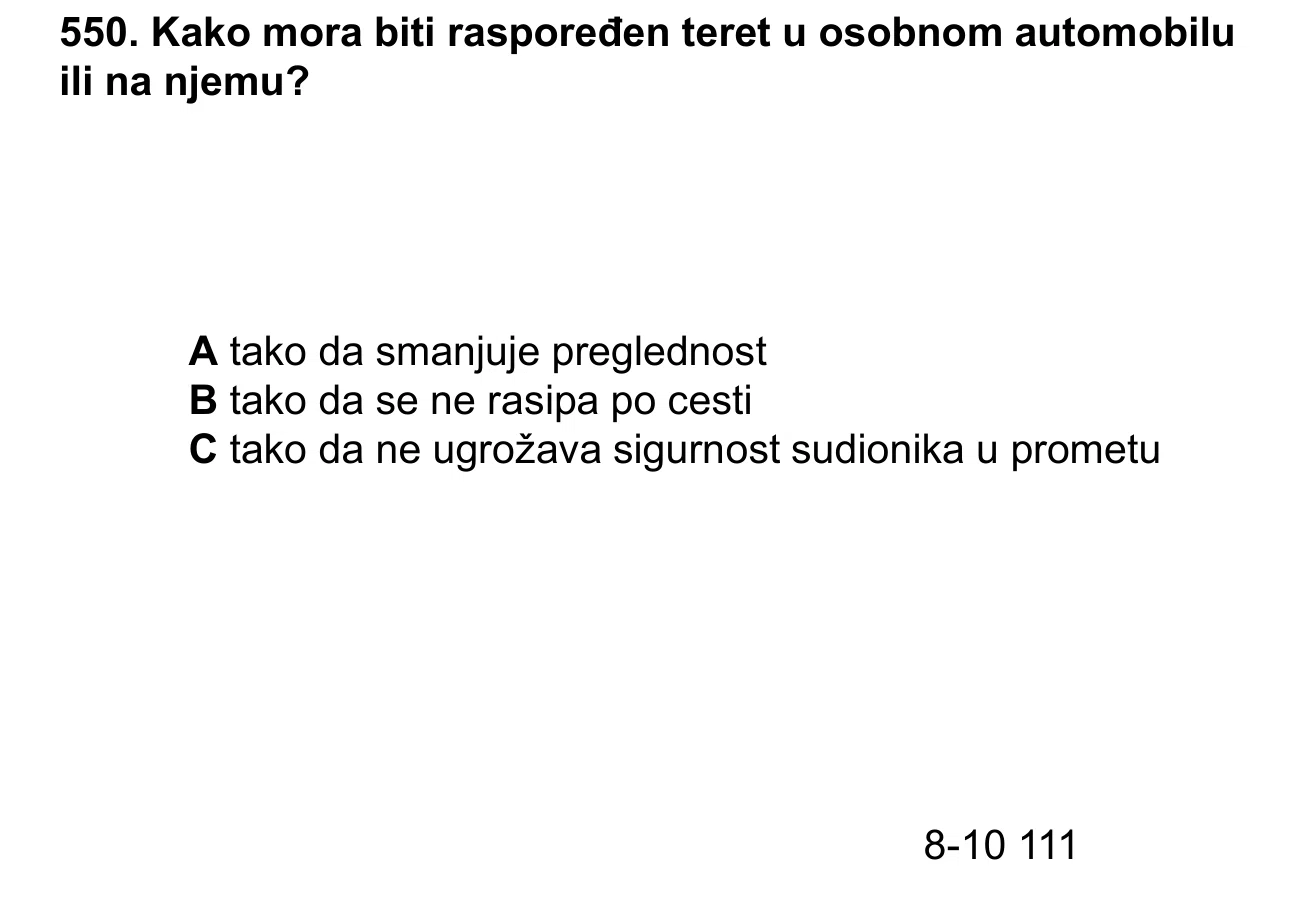 550. Kako mora biti raspoređen teret u osobnom automobilu
ili na njemu?
A tako da smanjuje preglednost
B tako da se ne rasipa po cesti
C tako da ne ugrožava sigurnost sudionika u prometu
8-10 111